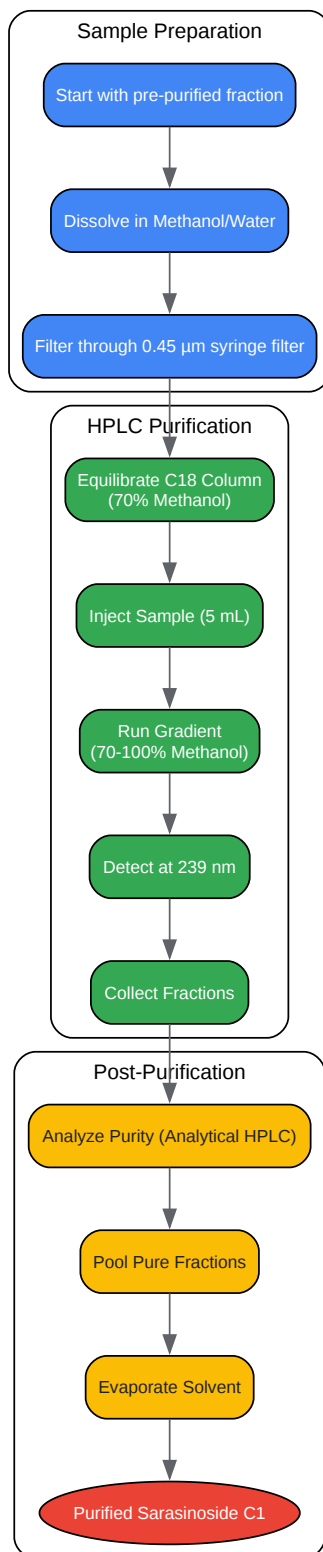 Sample Preparation
Start with pre-purified fraction
Dissolve in Methanol/Water
Filter through 0.45 µm syringe filter
HPLC Purification
Equilibrate C18 Column
(70% Methanol)
Inject Sample (5 mL)
Run Gradient
(70-100% Methanol)
Detect at 239 nm
Collect Fractions
Post-Purification
Analyze Purity (Analytical HPLC)
Pool Pure Fractions
Evaporate Solvent
Purified Sarasinoside C1